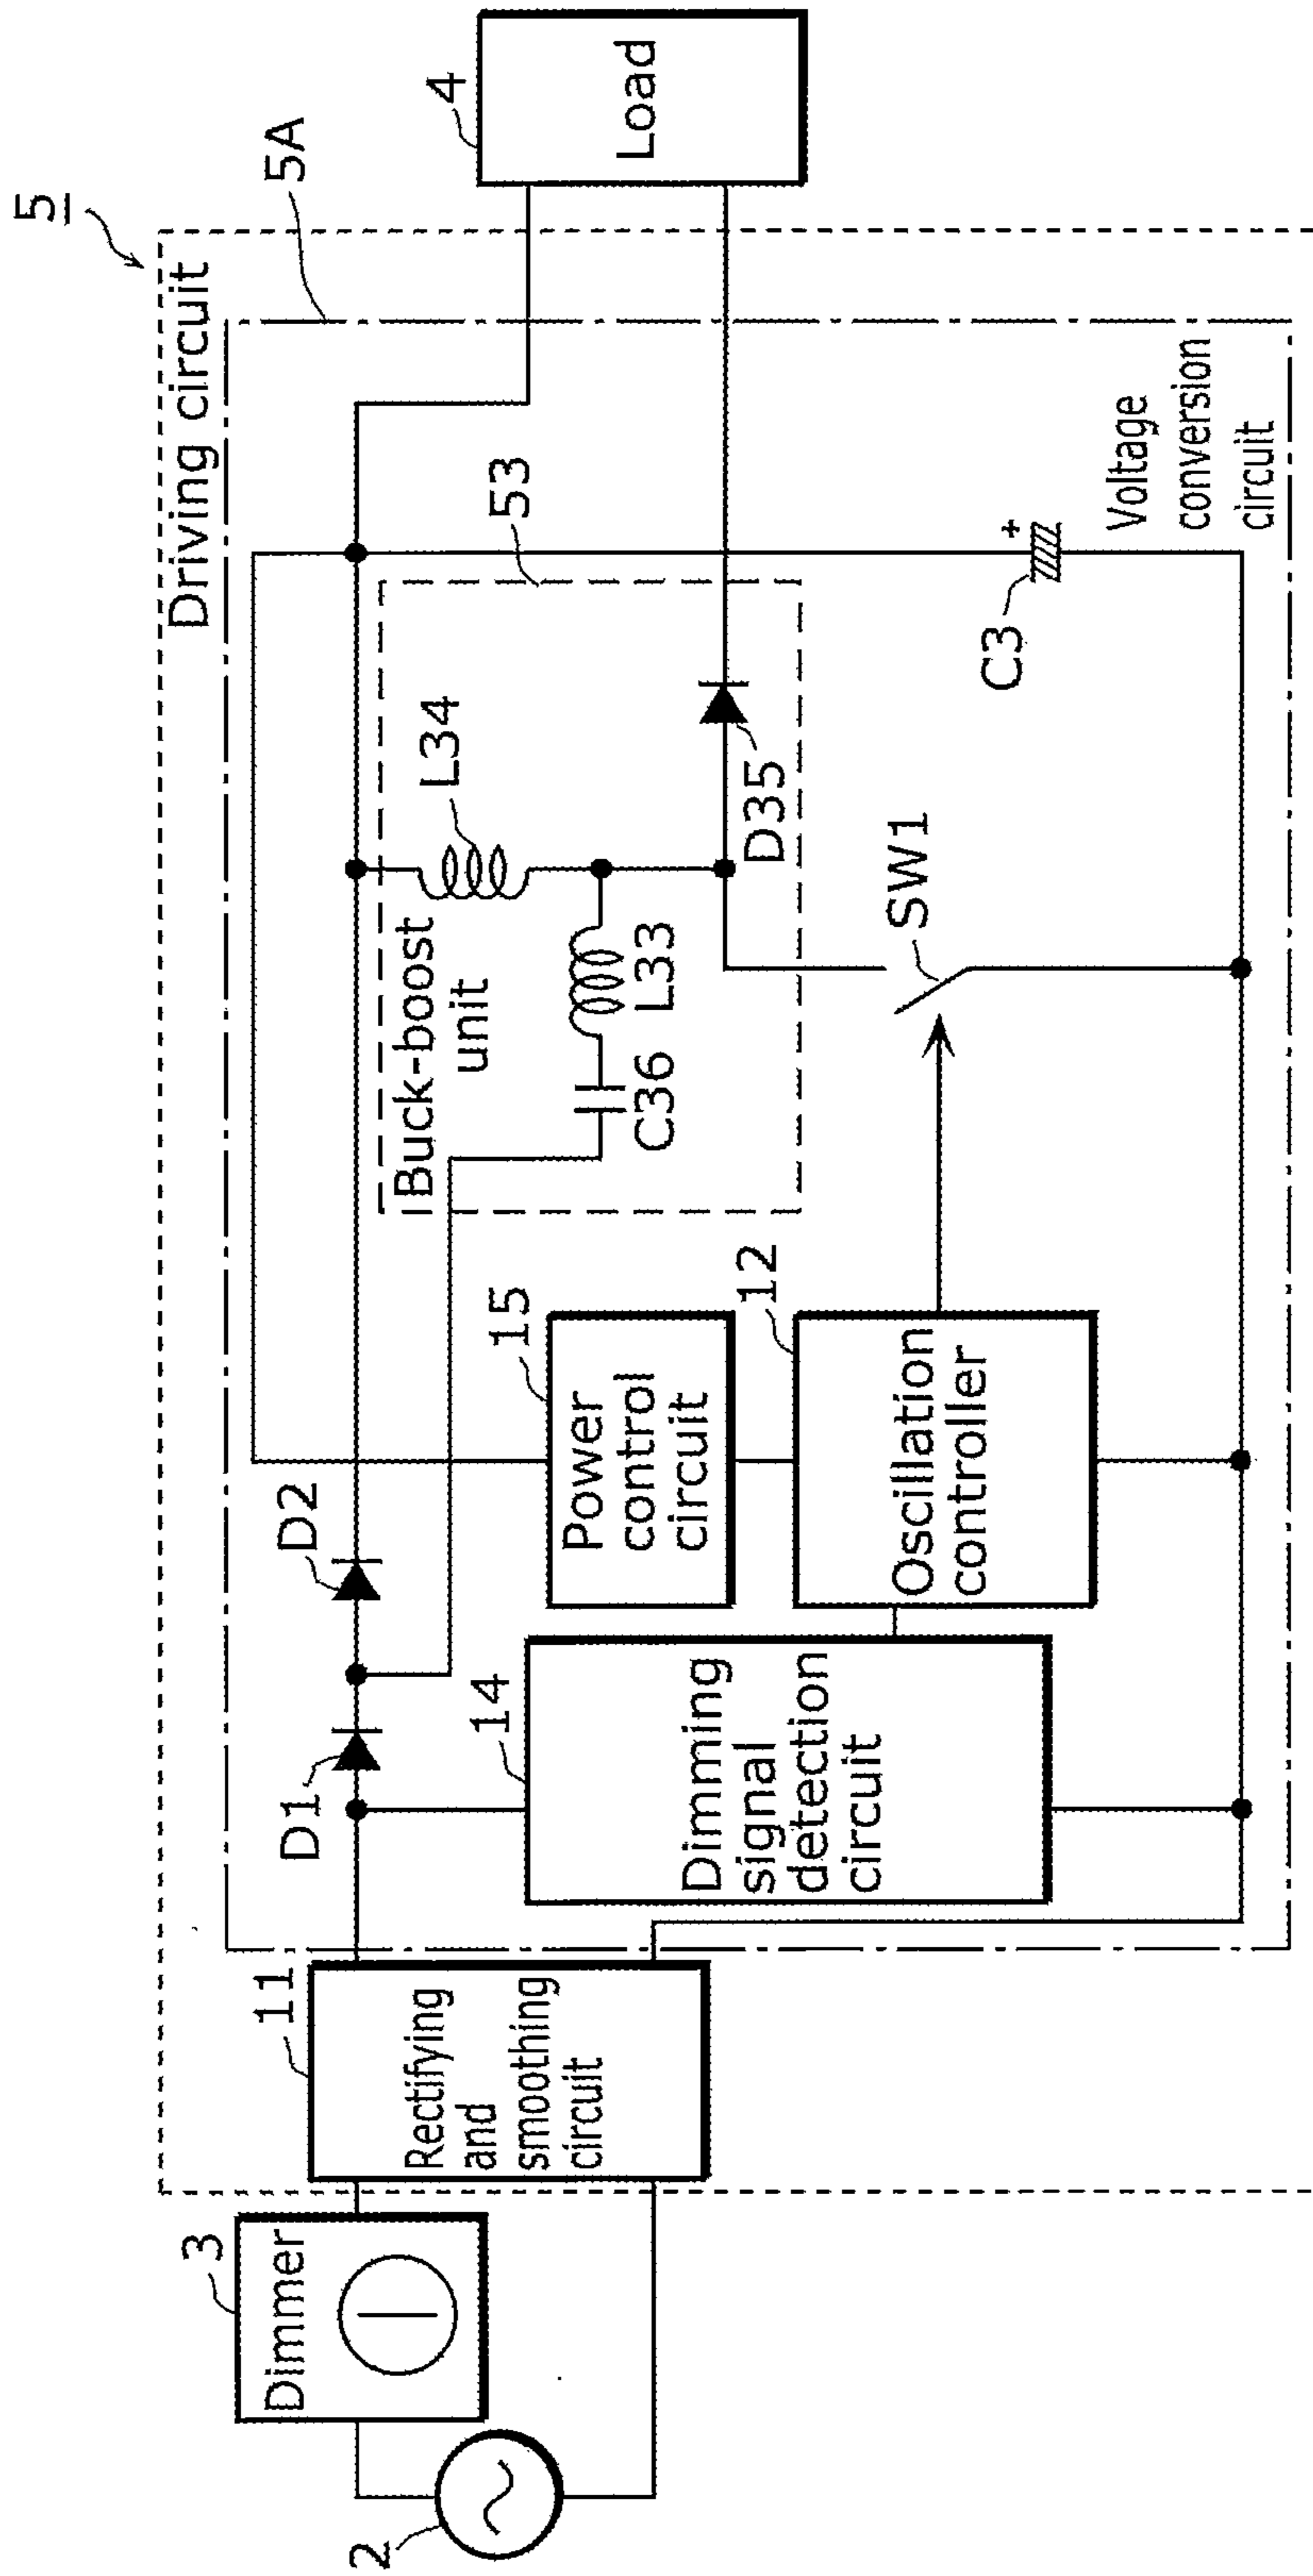 5
Driving circuit
5A
4
Load
53
Buck-boost
unit
L34
L33
C36
D35
SW1
C3
+
Voltage
conversion
circuit
D1
D2
15
Power
control
circuit
12
Oscillation
controller
14
Dimming
signal
detection
circuit
11
Rectifying
and
smoothing
circuit
3
Dimmer
2